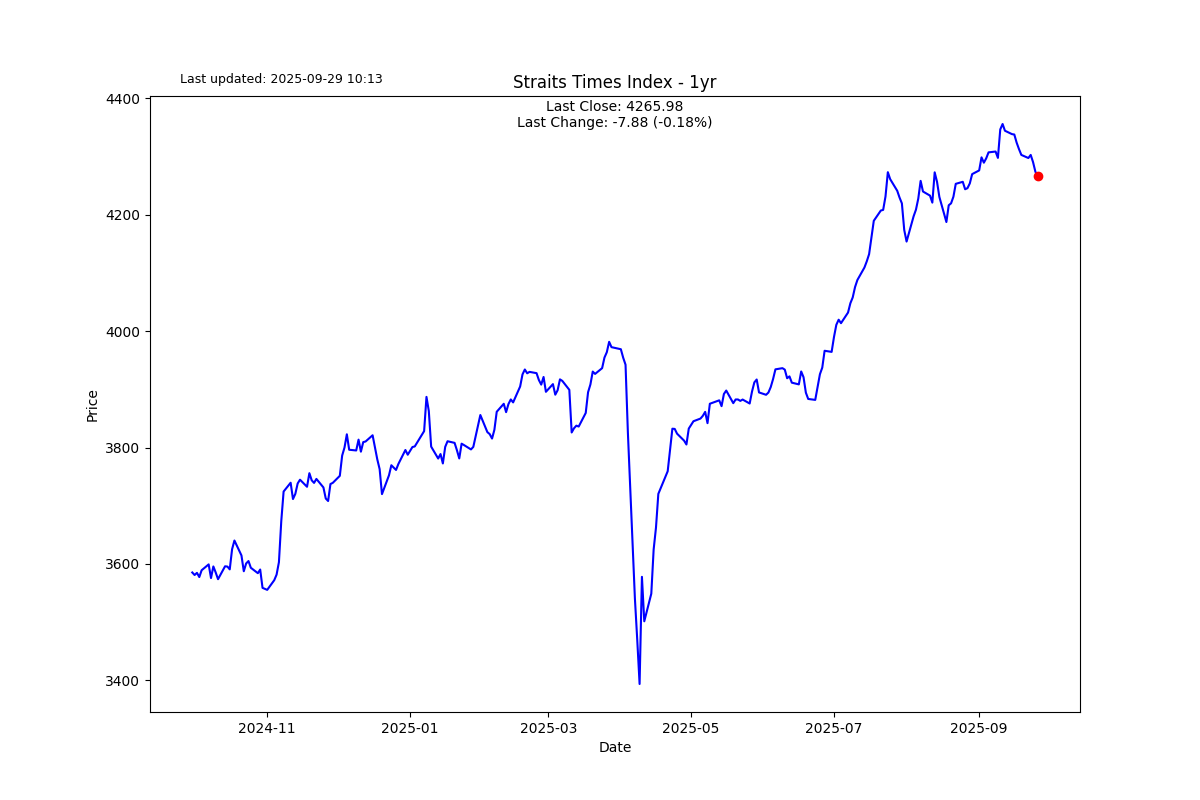 Last updated: 2025-09-29 10:13
Straits Times Index - 1yr
Last Close: 4265.98
Last Change: -7.88 (-0.18%)
4400
4200
4000
3800
3600
3400
Price
2024-11
2025-01
2025-03
2025-05
2025-07
2025-09
Date